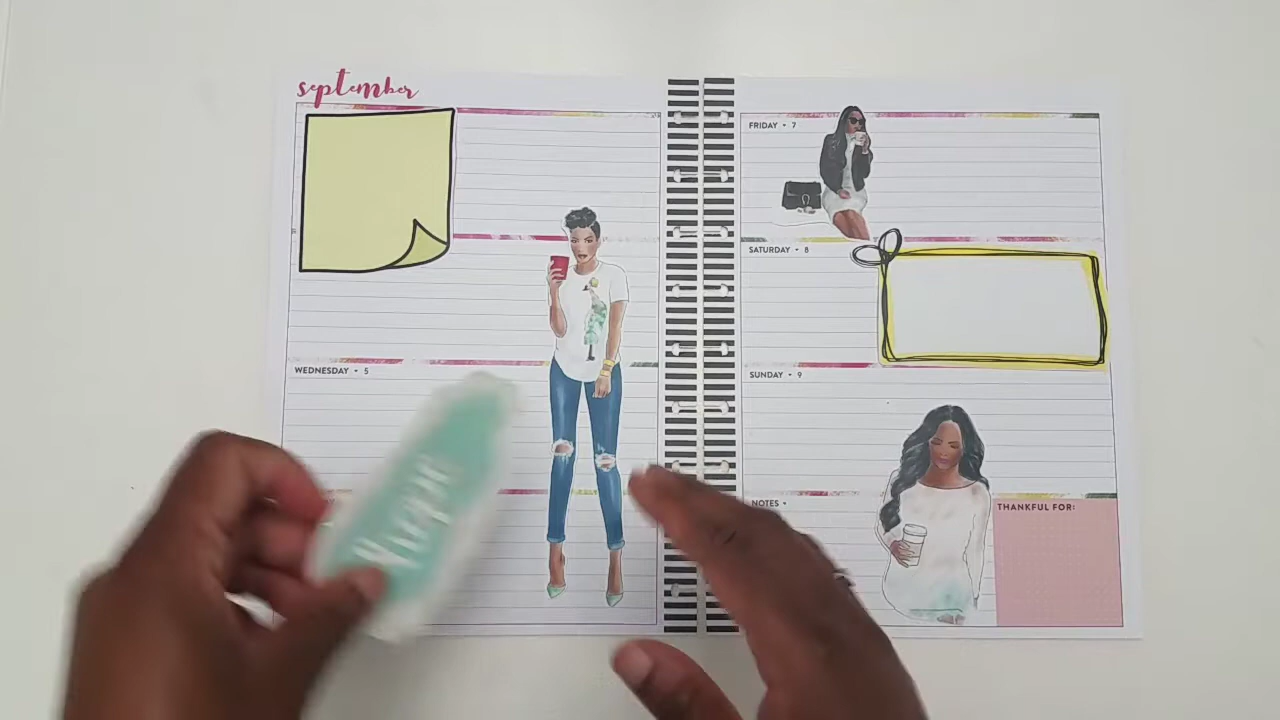 september
WEDNESDAY • 5
FRIDAY • 7
SATURDAY • 8
SUNDAY • 9
NOTES •
THANKFUL FOR: